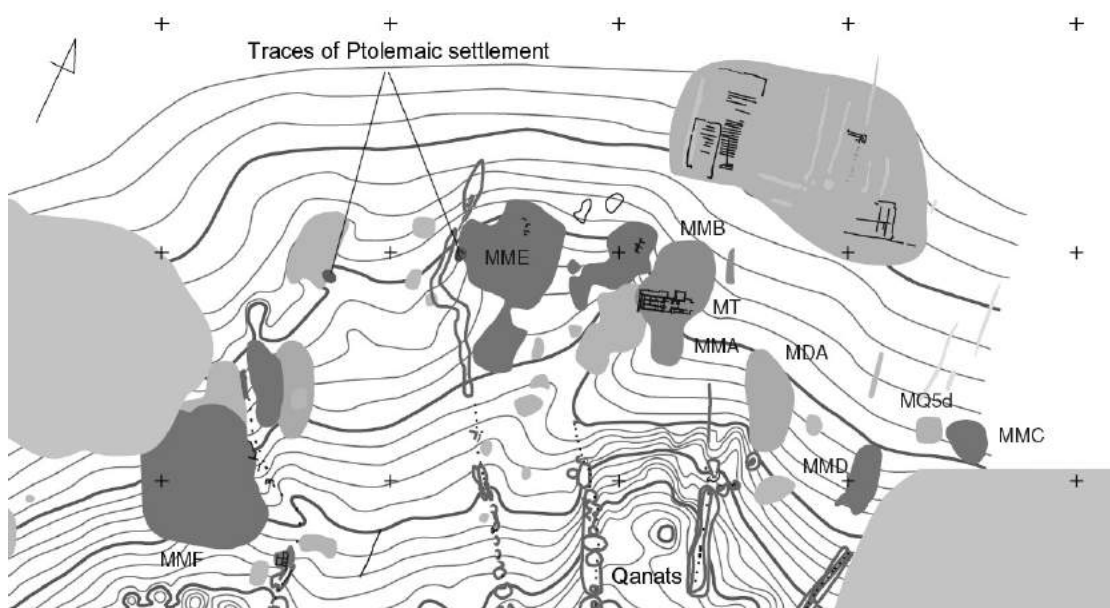 Traces of Ptolemaic settlement
MME
MMB
MT
MMA
MDA
MQ5d
MMC
MMD
MMF
Qanats